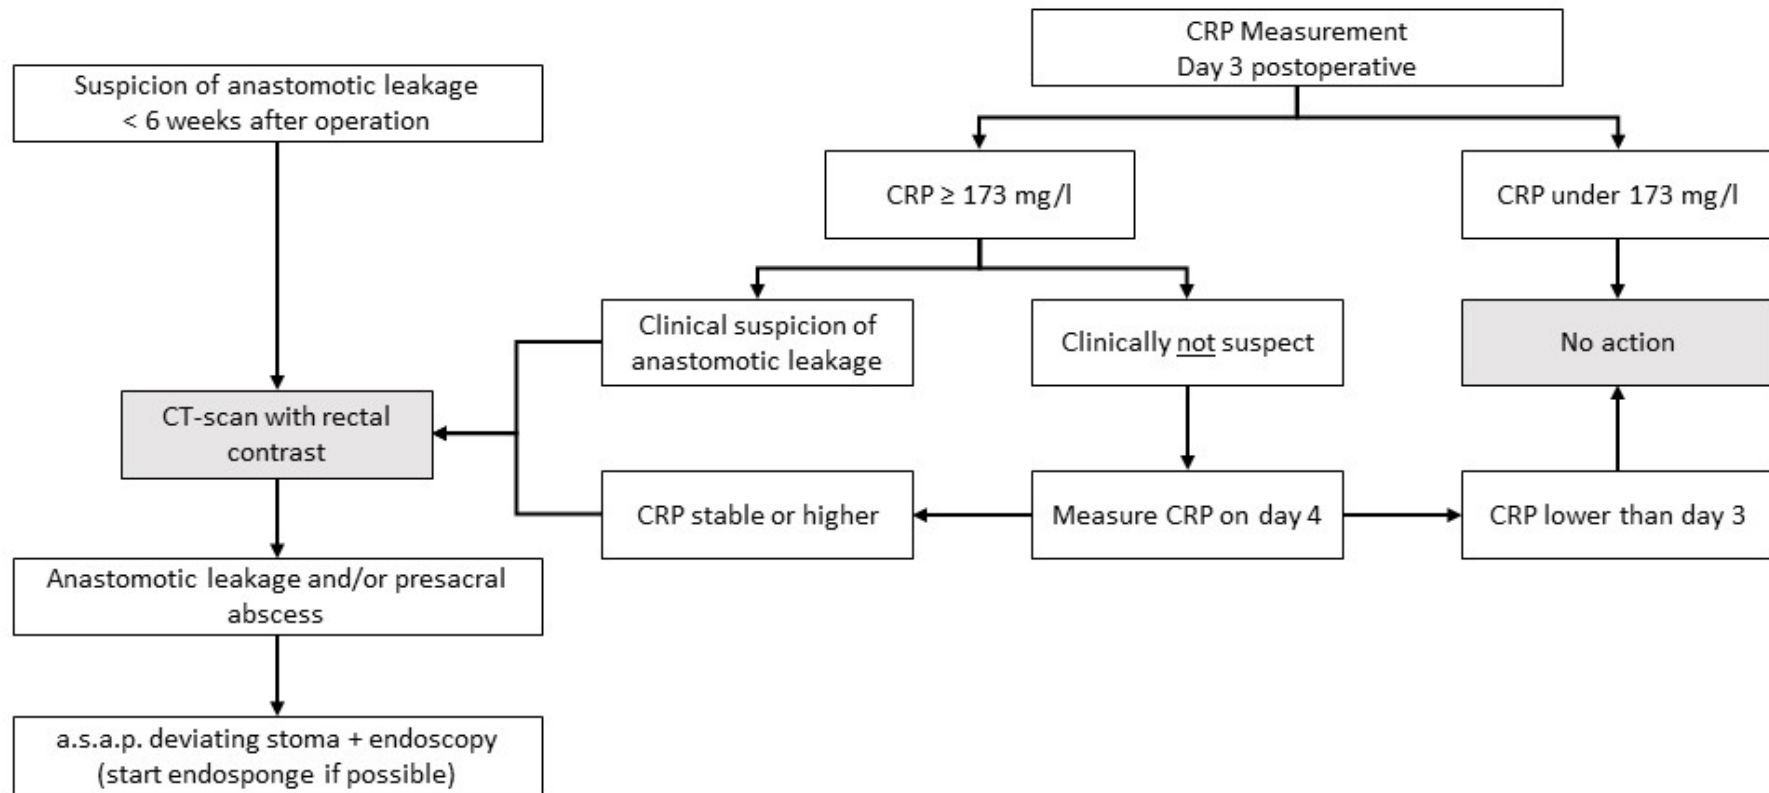 CRP Measurement
Day 3 postoperative
Suspicion of anastomotic leakage
< 6 weeks after operation
CRP ≥ 173 mg/l
CRP under 173 mg/l
Clinical suspicion of
anastomotic leakage
Clinically not suspect
No action
CT-scan with rectal
contrast
CRP stable or higher
Measure CRP on day 4
CRP lower than day 3
Anastomotic leakage and/or presacral
abscess
a.s.a.p. deviating stoma + endoscopy
(start endosponge if possible)